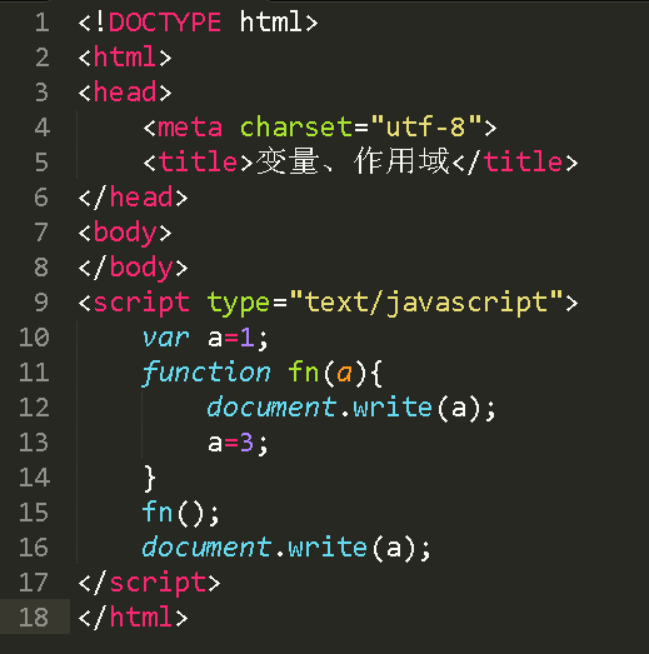 1 <!DOCTYPE html>
2 <html>
3 <head>
4     <meta charset="utf-8">
5     <title>变量、作用域</title>
6 </head>
7 <body>
8 </body>
9 <script type="text/javascript">
10     var a=1;
11     function fn(a){
12         document.write(a);
13         a=3;
14     }
15     fn();
16     document.write(a);
17 </script>
18 </html>